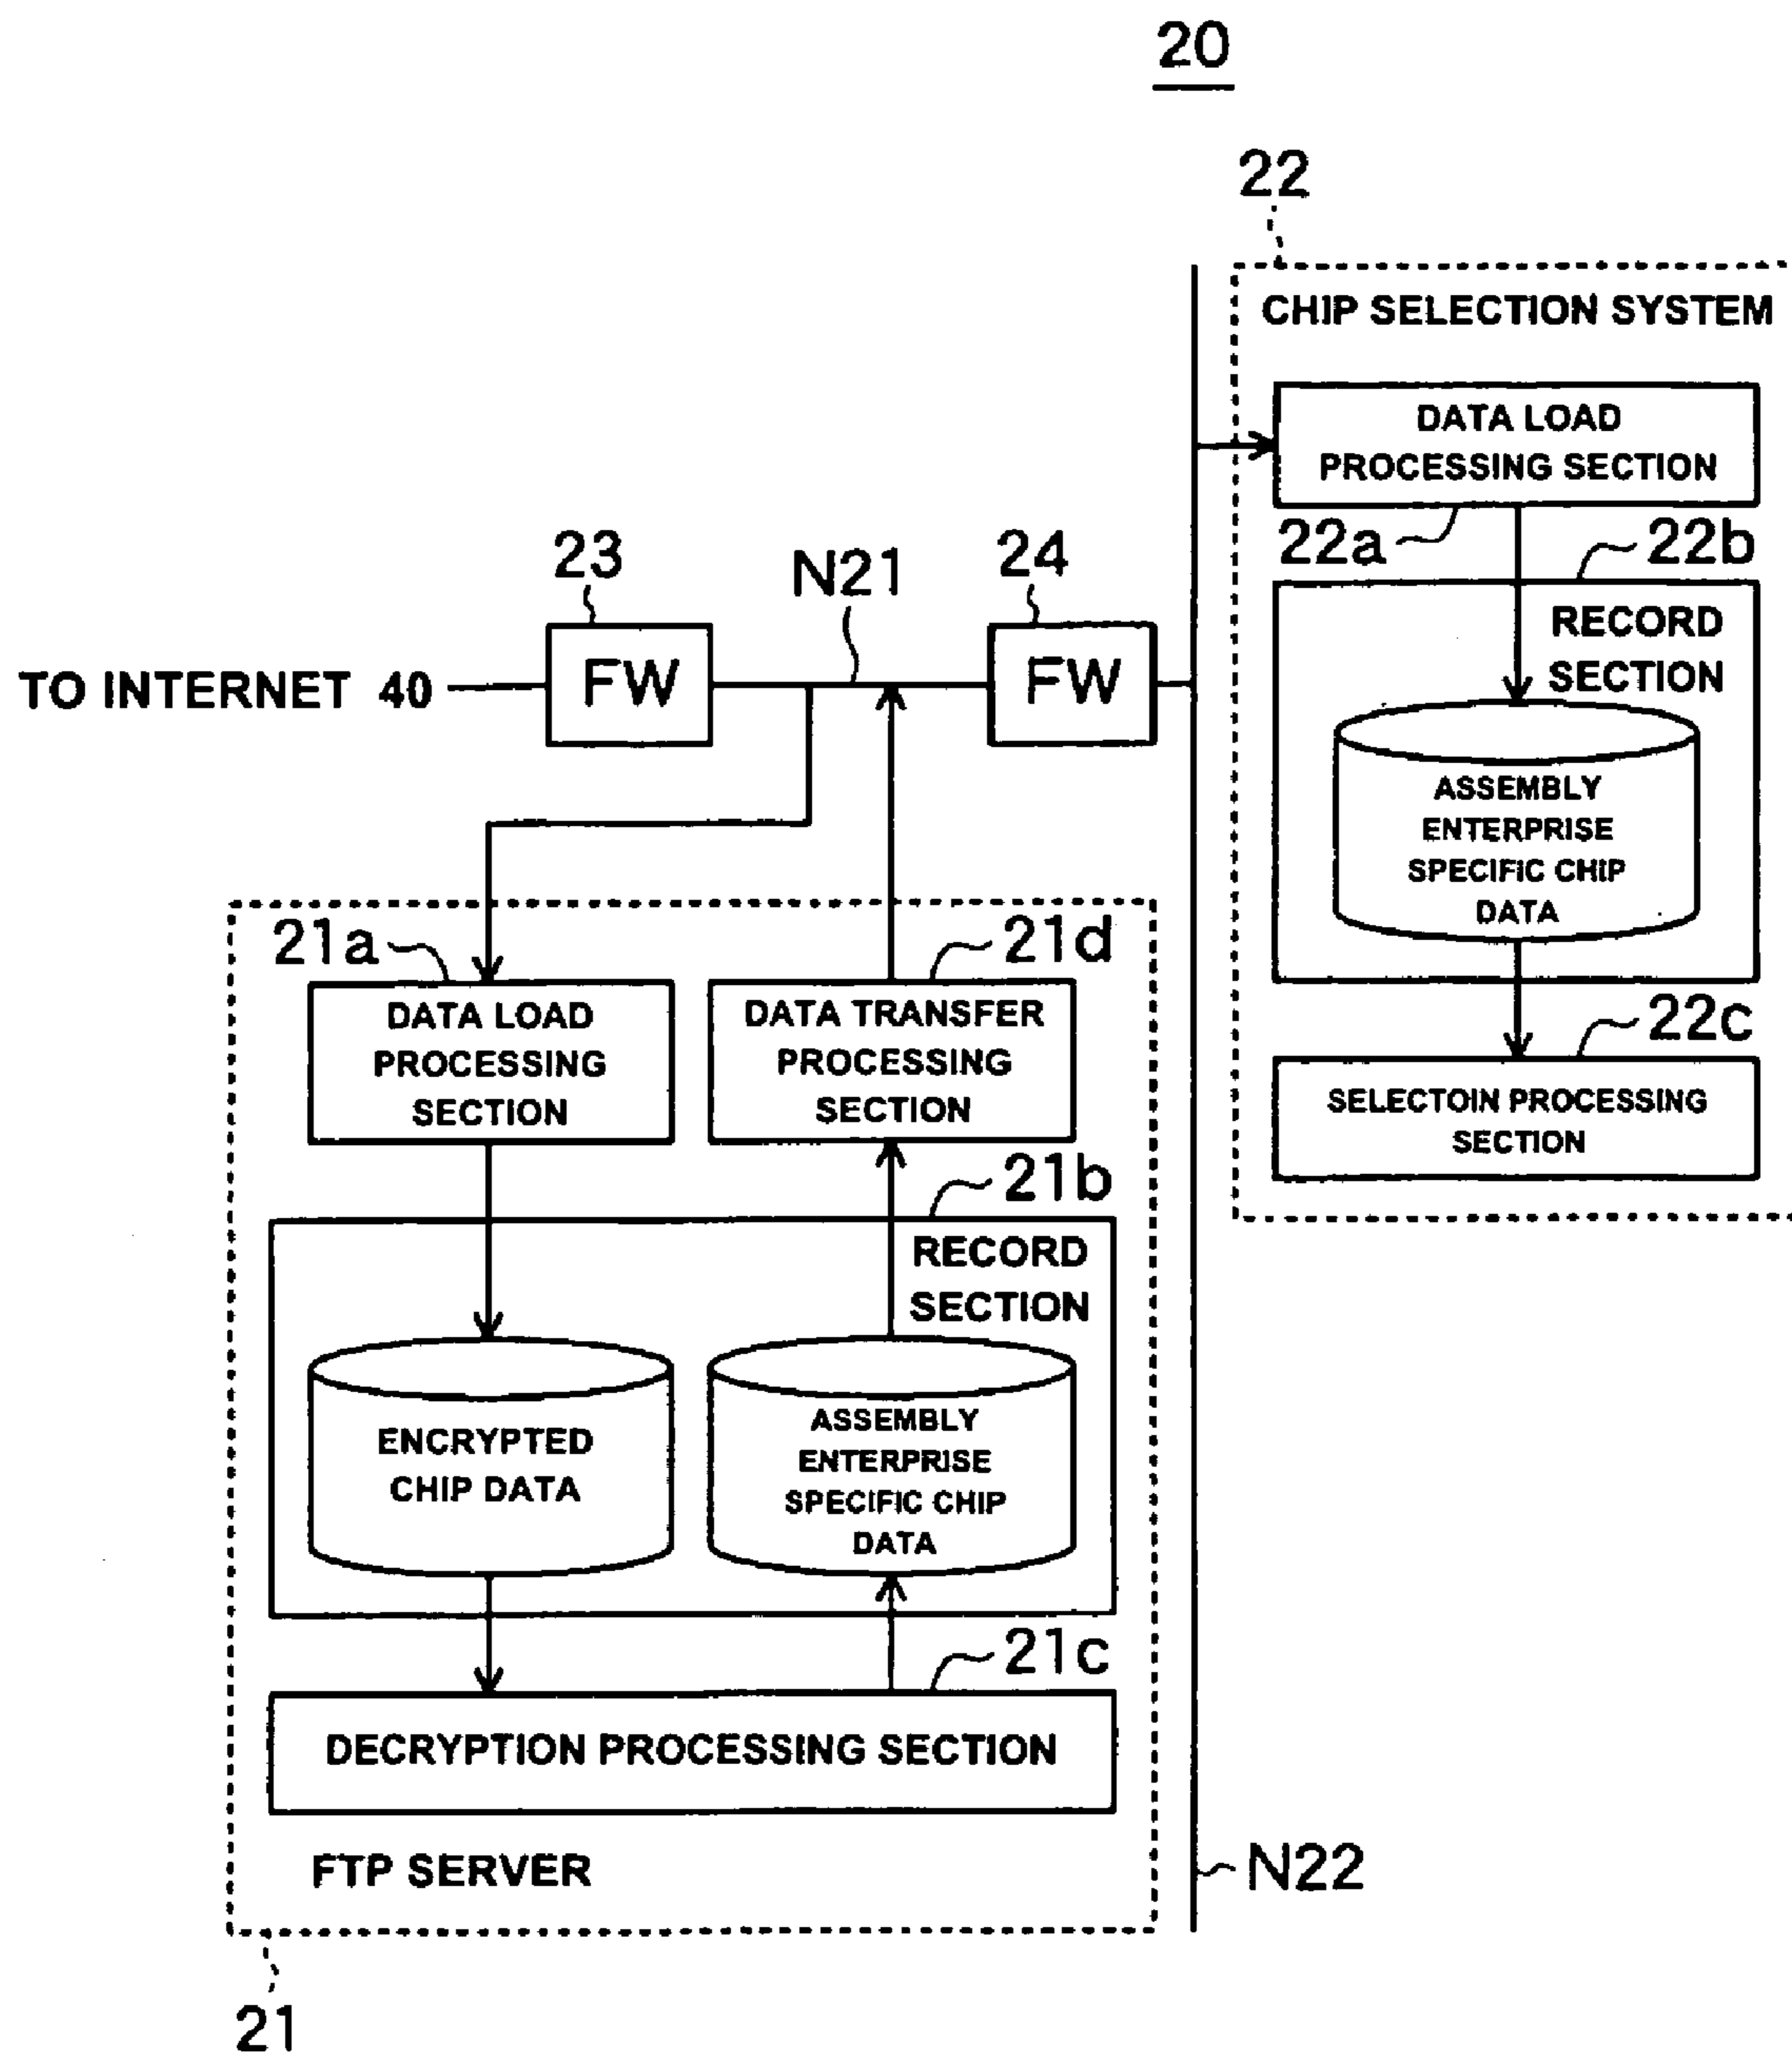 20
22
CHIP SELECTION SYSTEM
DATA LOAD
PROCESSING SECTION
22a
22b
RECORD
SECTION
ASSEMBLY
ENTERPRISE
SPECIFIC CHIP
DATA
22c
SELECTOIN PROCESSING
SECTION
23
N21
24
TO INTERNET 40
FW
FW
21a
21d
DATA LOAD
PROCESSING
SECTION
DATA TRANSFER
PROCESSING
SECTION
21b
RECORD
SECTION
ENCRYPTED
CHIP DATA
ASSEMBLY
ENTERPRISE
SPECIFIC CHIP
DATA
21c
DECRYPTION PROCESSING SECTION
FTP SERVER
N22
21